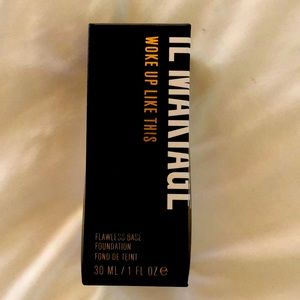 IL MAKIAGE
WOKE UP LIKE THIS
FLAWLESS BASE
FOUNDATION
FOND DE TEINT
30 ML / 1 FL OZ ℮